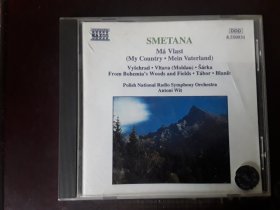 NAXOS
DDD
8.550931
SMETANA
Má Vlast
(My Country • Mein Vaterland)
Vyšehrad • Vltava (Moldau) • Šárka
From Bohemia's Woods and Fields • Tábor • Blaník
Polish National Radio Symphony Orchestra
Antoni Wit